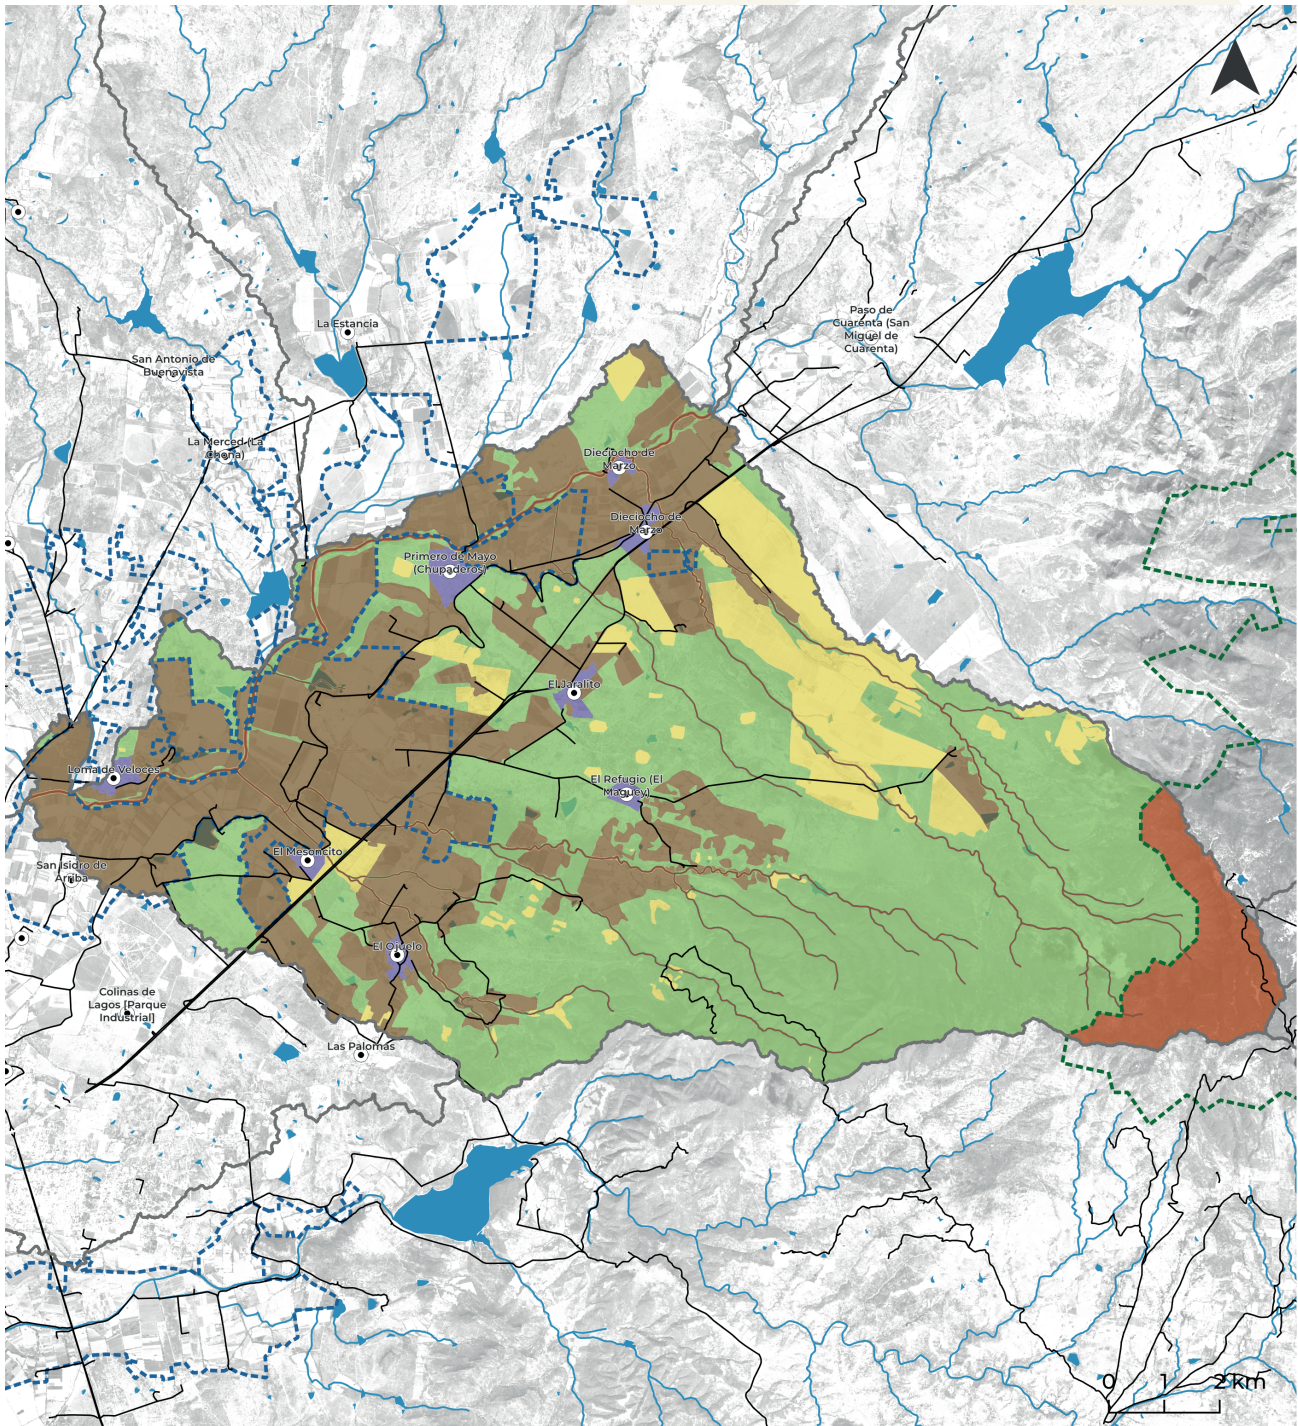 La Estancia
Paso de
Cuarenta (San
Miguel de
Cuarenta)
San Antonio de
Buenavista
La Merced (La
Chona)
Dieciocho de
Marzo
Dieciocho de
Marzo
Primero de Mayo
(Chupaderos)
El Jaralito
Loma de Veloces
El Refugio (El
Maguey)
El Mesoncito
San Isidro de
Arriba
El Ojuelo
Colinas de
Lagos [Parque
Industrial]
Las Palomas
0 1 2 km